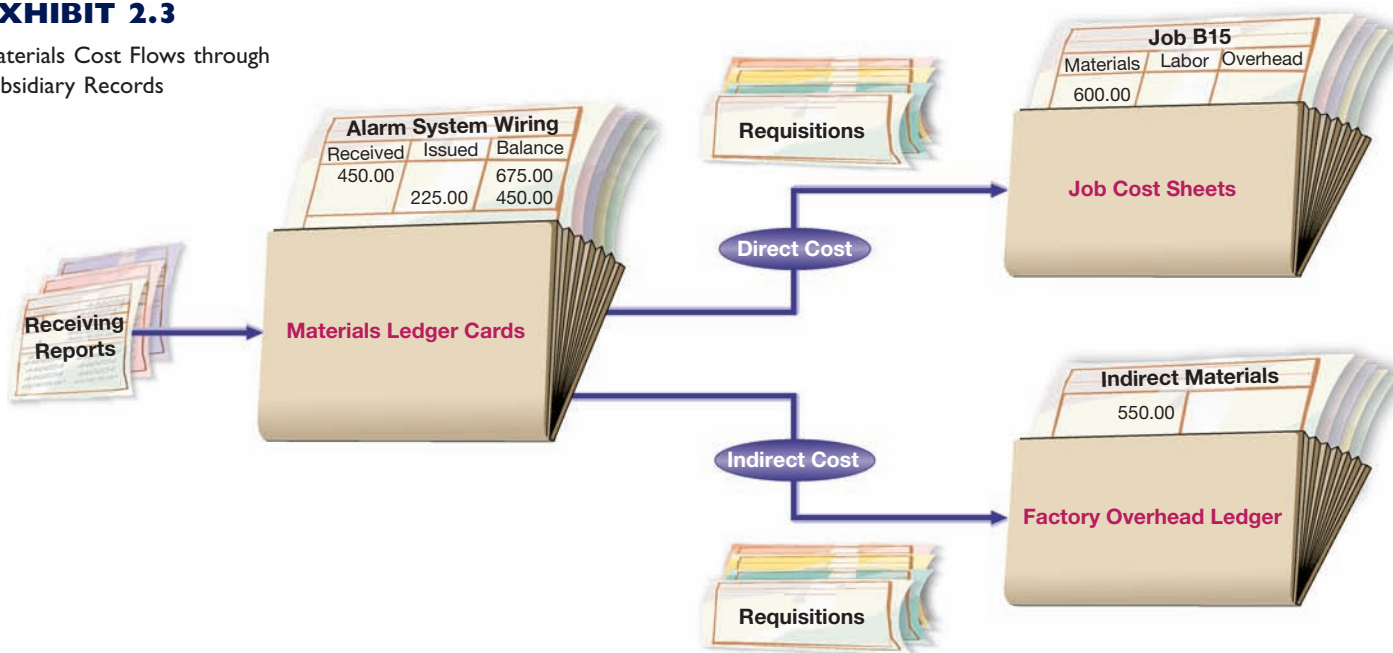 XHIBIT 2.3
aterials Cost Flows through
bsidiary Records
Alarm System Wiring
Received Issued Balance
450.00 675.00
225.00 450.00
Receiving
Reports
Materials Ledger Cards
Requisitions
Direct Cost
Job B15
Materials Labor Overhead
600.00
Job Cost Sheets
Indirect Cost
Requisitions
Indirect Materials
550.00
Factory Overhead Ledger